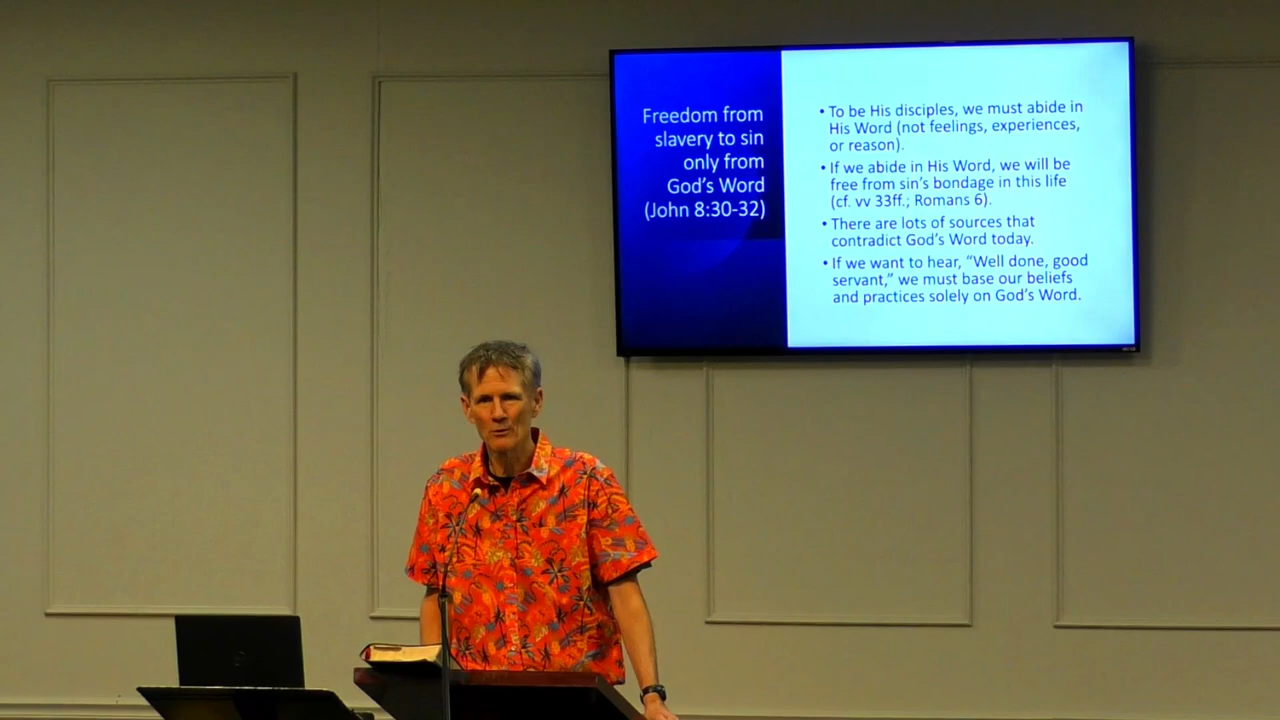 Freedom from
slavery to sin
only from
God's Word
(John 8:30-32)
• To be His disciples, we must abide in
His Word (not feelings, experiences,
or reason).
• If we abide in His Word, we will be
free from sin's bondage in this life
(cf. vv 33ff.; Romans 6).
• There are lots of sources that
contradict God's Word today.
• If we want to hear, "Well done, good
servant," we must base our beliefs
and practices solely on God's Word.